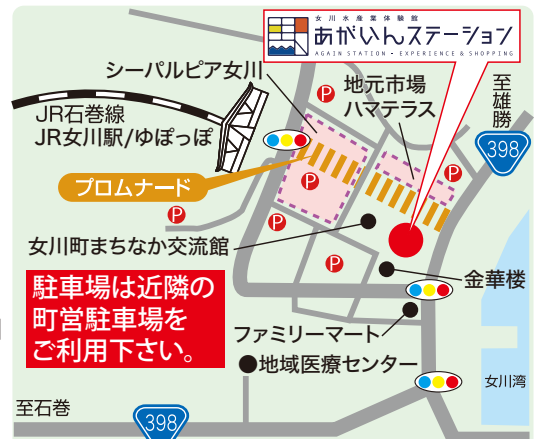 女川水産業体験館
あがいんステーション
AGAIN STATION・EXPERIENCE & SHOPPING
シーパルピア女川
地元市場
ハマテラス
至雄勝
398
JR石巻線
JR女川駅/ゆぽっぽ
P
P
プロムナード
P
P
P
女川町まちなか交流館
P
金華楼
駐車場は近隣の
町営駐車場を
ご利用下さい。
ファミリーマート
地域医療センター
女川湾
至石巻
398